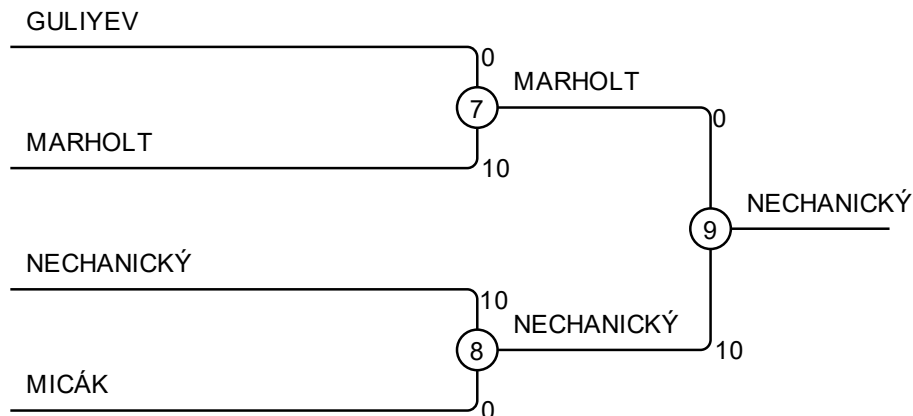 GULIYEV
0
7
MARHOLT
0
MARHOLT
10
9
NECHANICKÝ
NECHANICKÝ
10
8
NECHANICKÝ
10
MICÁK
0